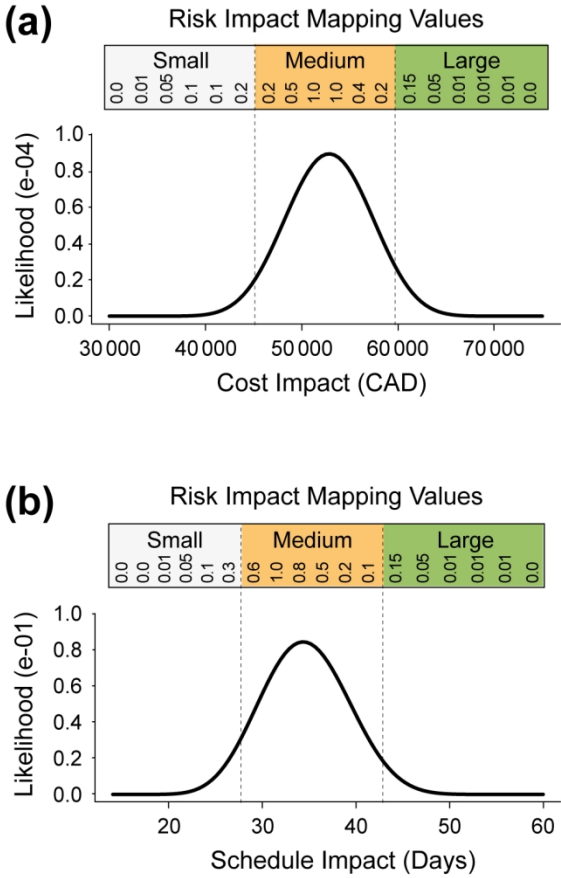 (a)
Risk Impact Mapping Values
Small Medium Large
0.0 0.01 0.05 0.1 0.1 0.2 0.2 0.5 1.0 1.0 0.4 0.2 0.15 0.05 0.01 0.01 0.01 0.0
Likelihood (e-04)
1.0
0.8
0.6
0.4
0.2
0.0
30 000 40 000 50 000 60 000 70 000
Cost Impact (CAD)
(b)
Risk Impact Mapping Values
Small Medium Large
0.0 0.0 0.01 0.05 0.1 0.3 0.6 1.0 0.8 0.5 0.2 0.1 0.15 0.05 0.01 0.01 0.01 0.0
Likelihood (e-01)
1.0
0.8
0.6
0.4
0.2
0.0
20 30 40 50 60
Schedule Impact (Days)